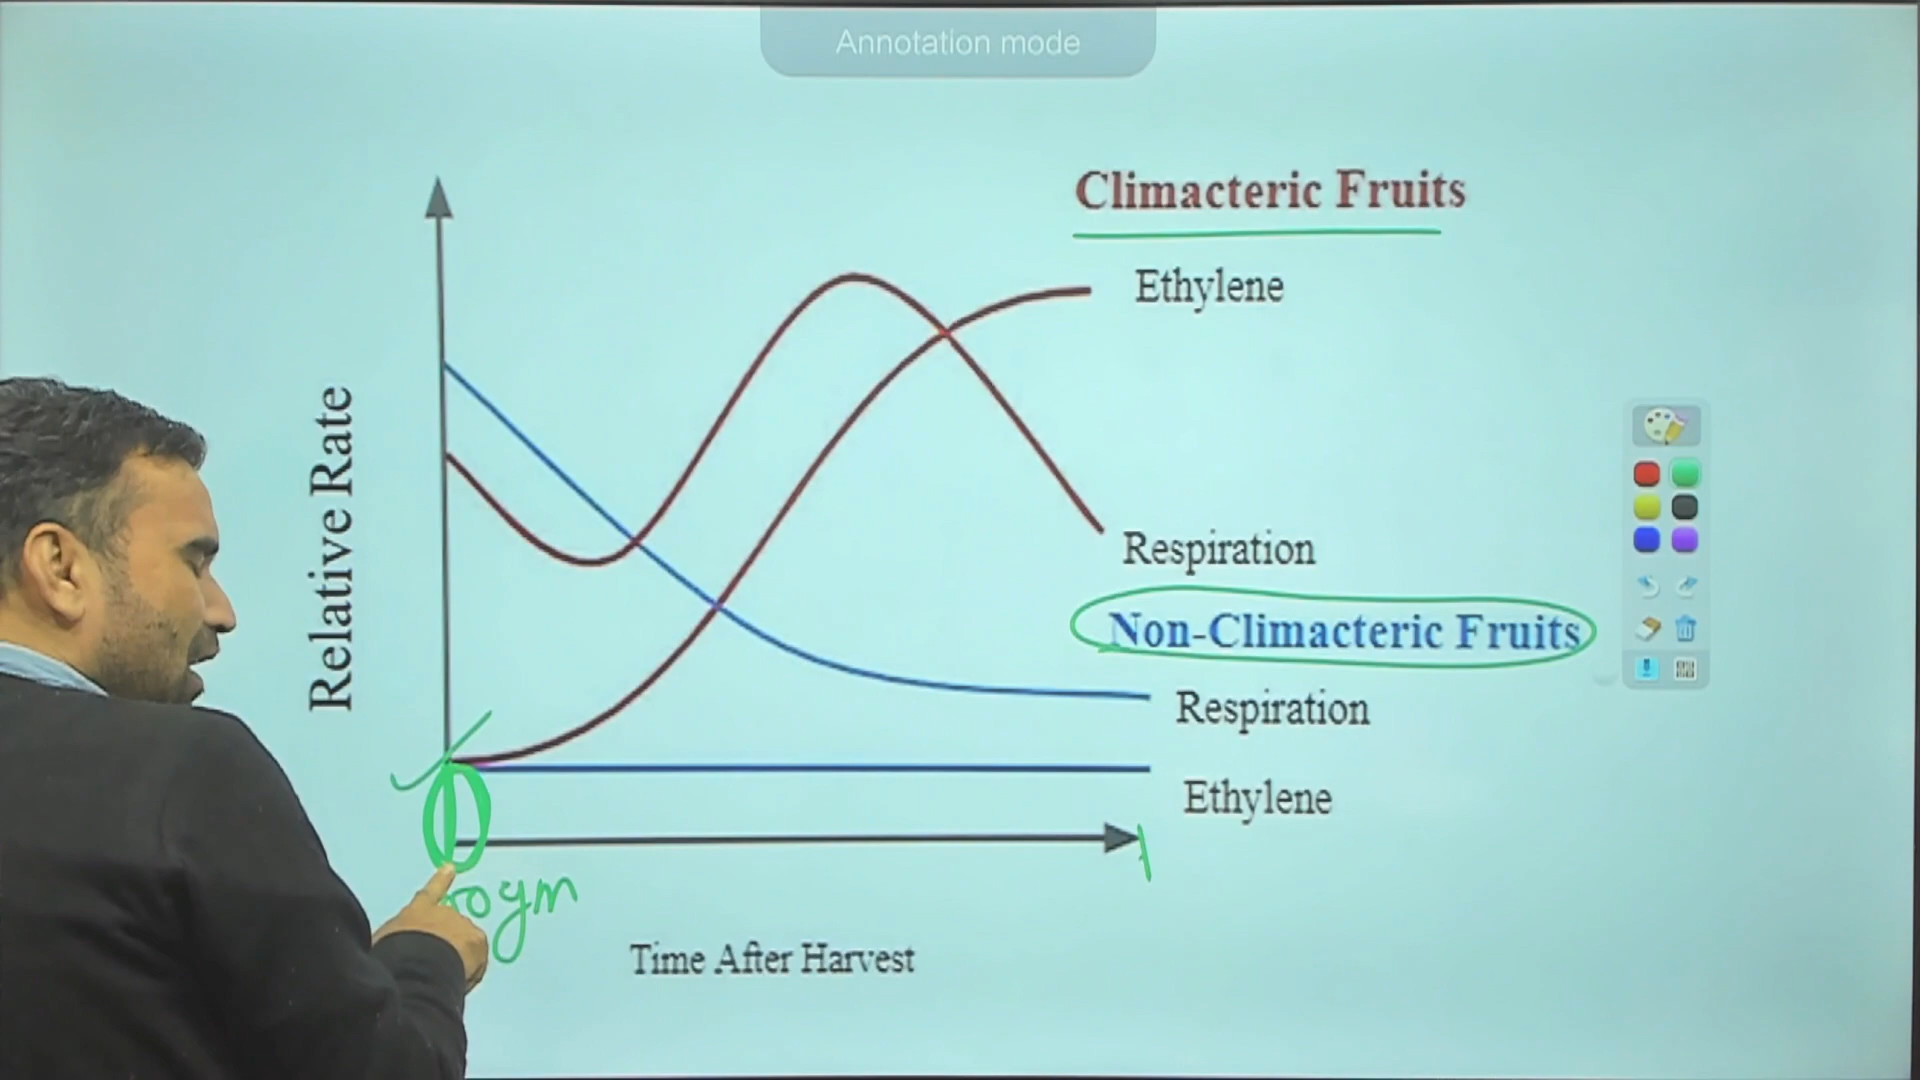 Annotation mode
Climacteric Fruits
Ethylene
Relative Rate
Respiration
Non-Climacteric Fruits
Respiration
Ethylene
Time After Harvest